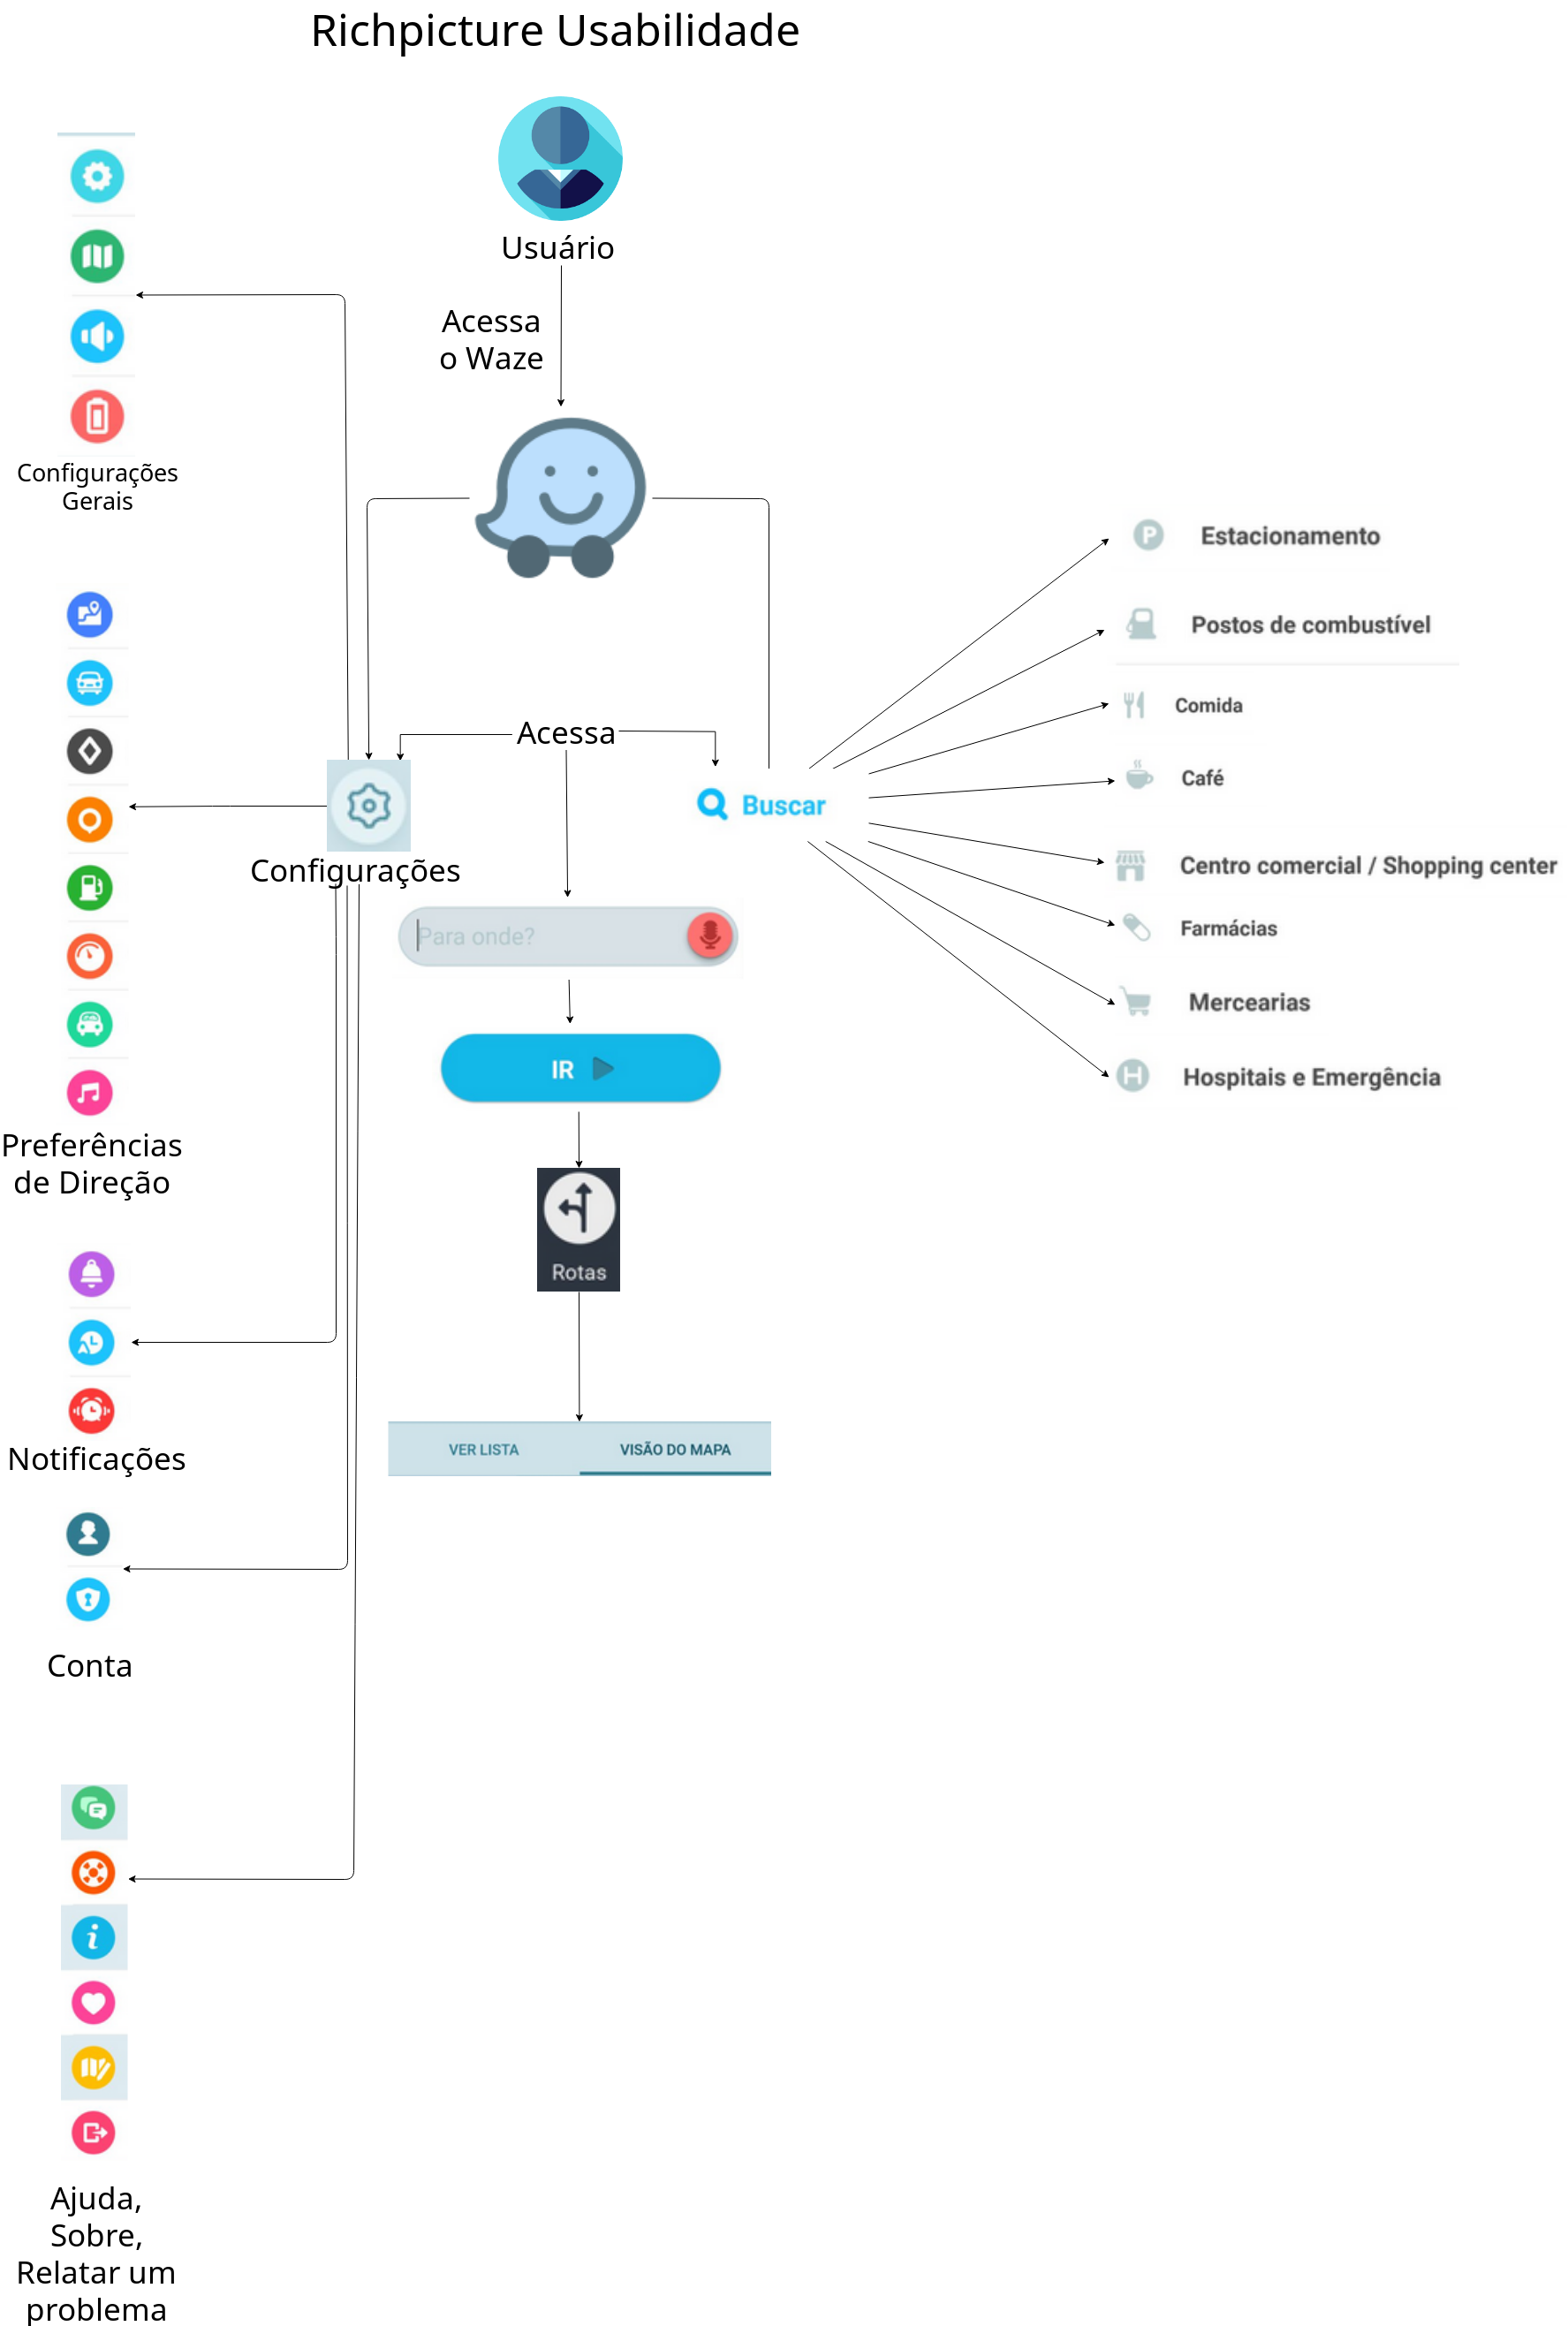 Richpicture Usabilidade
Usuário
Acessa
o Waze
Configurações
Gerais
Estacionamento
Postos de combustível
Comida
Café
Centro comercial / Shopping center
Farmácias
Mercearias
Hospitais e Emergência
Acessa
Buscar
Configurações
Para onde?
IR
Rotas
VER LISTA
VISÃO DO MAPA
Preferências
de Direção
Notificações
Conta
Ajuda,
Sobre,
Relatar um
problema